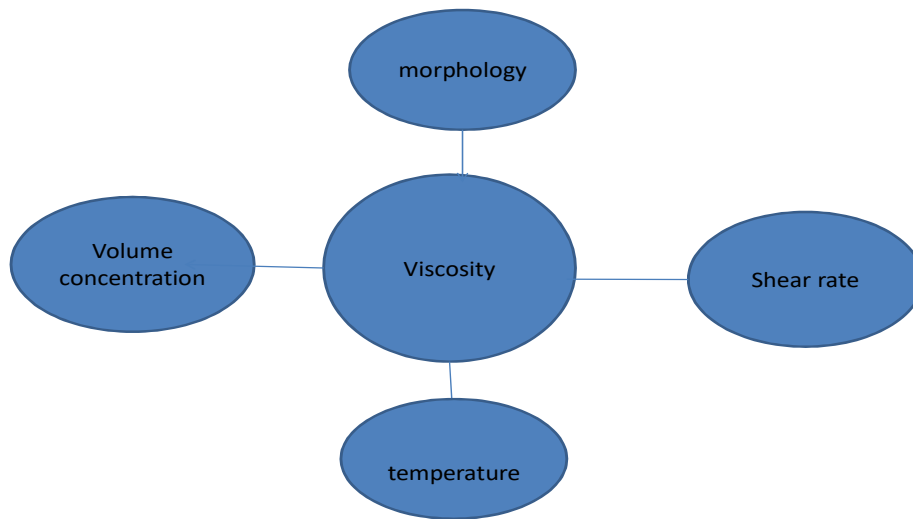 morphology
Volume
concentration
Viscosity
Shear rate
temperature